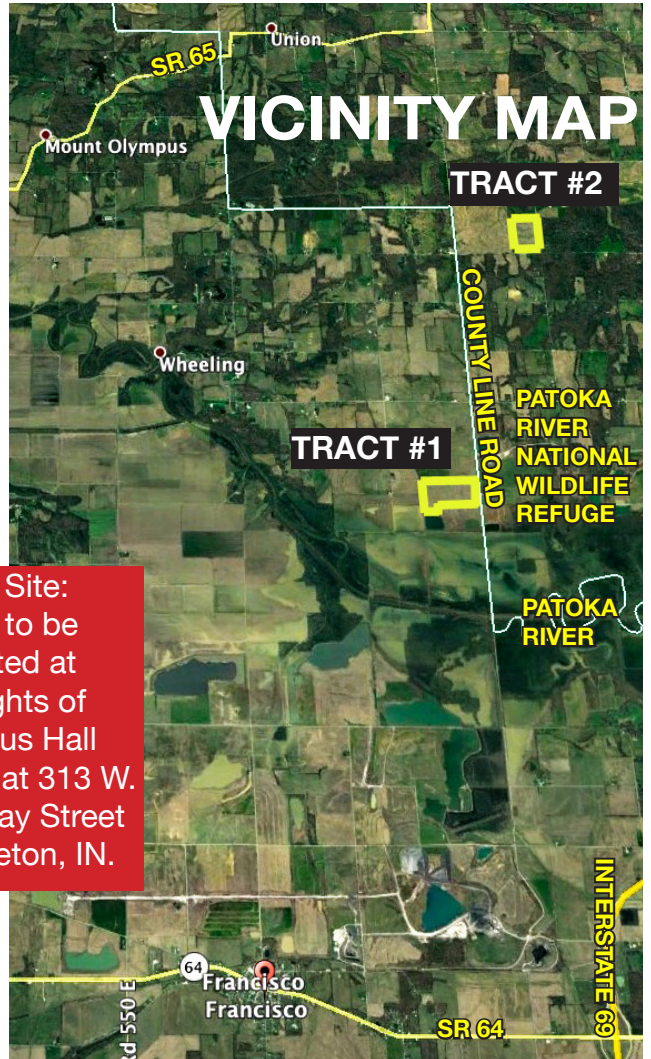 Union
SR 65
VICINITY MAP
Mount Olympus
TRACT #2
COUNTY LINE ROAD
Wheeling
PATOKA
RIVER
NATIONAL
WILDLIFE
REFUGE
TRACT #1
PATOKA
RIVER
Site:
to be
ted at
ghts of
us Hall
at 313 W.
ay Street
eton, IN.
INTERSTATE 69
64
Francisco
Francisco
SR 64
Rd 550 E